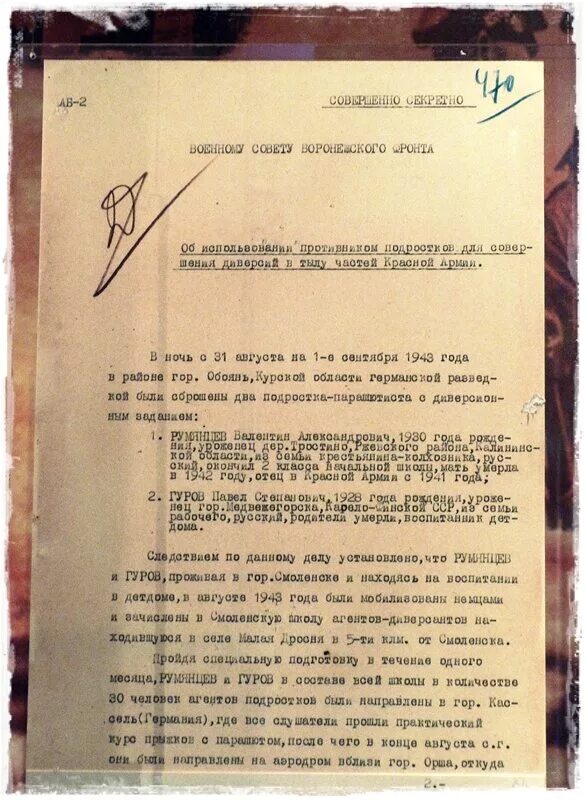 АБ-2
СОВЕРШЕННО СЕКРЕТНО
470
ВОЕННОМУ СОВЕТУ ВОРОНЕЖСКОГО ФРОНТА
Об использовании противником подростков для совер-
шения диверсий в тылу частей Красной Армии.
В ночь с 31 августа на 1-е сентября 1943 года
в районе гор. Обоянь,Курской области германской развед-
кой были сброшены два подростка-парашютиста с диверсион-
ным заданием:
1. РУМЯНЦЕВ Валентин Александрович,1930 года рожде-
ния,уроженец дер.Тростино,Ржевского района,Калининс-
кой области,из семьи крестьянина-колхозника,рус-
ский,окончил 2 класса начальной школы,мать умерла
в 1942 году,отец в Красной Армии с 1941 года;
2. ГУРОВ Павел Степанович,1928 года рождения,уроже-
нец гор.Медвежегорска,Карело-Финской ССР,из семьи
рабочего,русский,родители умерли,воспитанник дет-
дома.
Следствием по данному делу установлено,что РУМЯНЦЕВ
и ГУРОВ,проживая в гор.Смоленске и находясь на воспитании
в детдоме,в августе 1943 года были мобилизованы немцами
и зачислены в Смоленскую школу агентов-диверсантов на-
ходившуюся в селе Малая Дросня в 5-ти клм. от Смоленска.
Пройдя специальную подготовку в течение одного
месяца,РУМЯНЦЕВ и ГУРОВ в составе всей школы в количестве
30 человек агентов подростков были направлены в гор. Кас-
сель(Германия),где все слушатели прошли практический
курс прыжков с парашютом,после чего в конце августа с.г.
они были направлены на аэродром вблизи гор. Орша,откуда
2.-